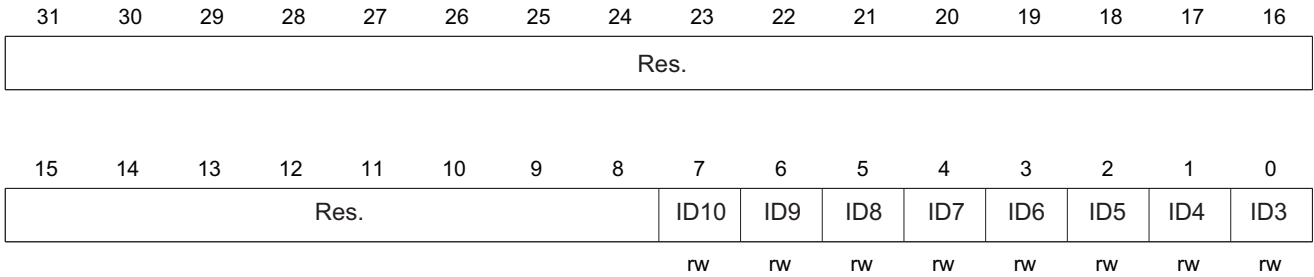 31 30 29 28 27 26 25 24 23 22 21 20 19 18 17 16
Res.
15 14 13 12 11 10 9 8 7 6 5 4 3 2 1 0
Res. ID10 ID9 ID8 ID7 ID6 ID5 ID4 ID3
rw rw rw rw rw rw rw rw